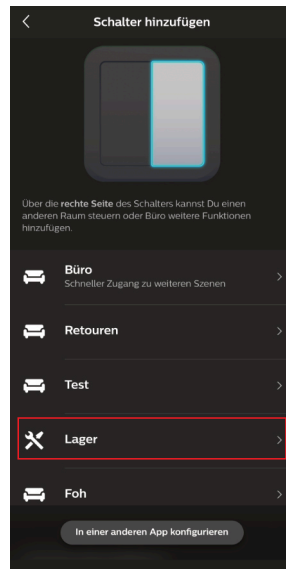 Schalter hinzufügen
Über die rechte Seite des Schalters kannst Du einen
anderen Raum steuern oder Büro weitere Funktionen
hinzufügen.
Büro
Schneller Zugang zu weiteren Szenen
Retouren
Test
Lager
Foh
In einer anderen App konfigurieren